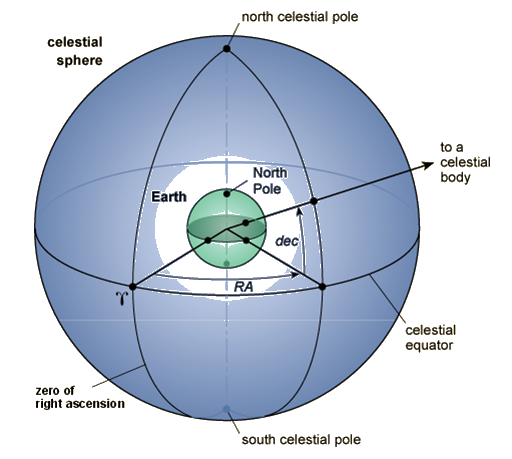 north celestial pole
celestial
sphere
to a
celestial
body
North
Pole
Earth
dec
RA
♈
celestial
equator
zero of
right ascension
south celestial pole